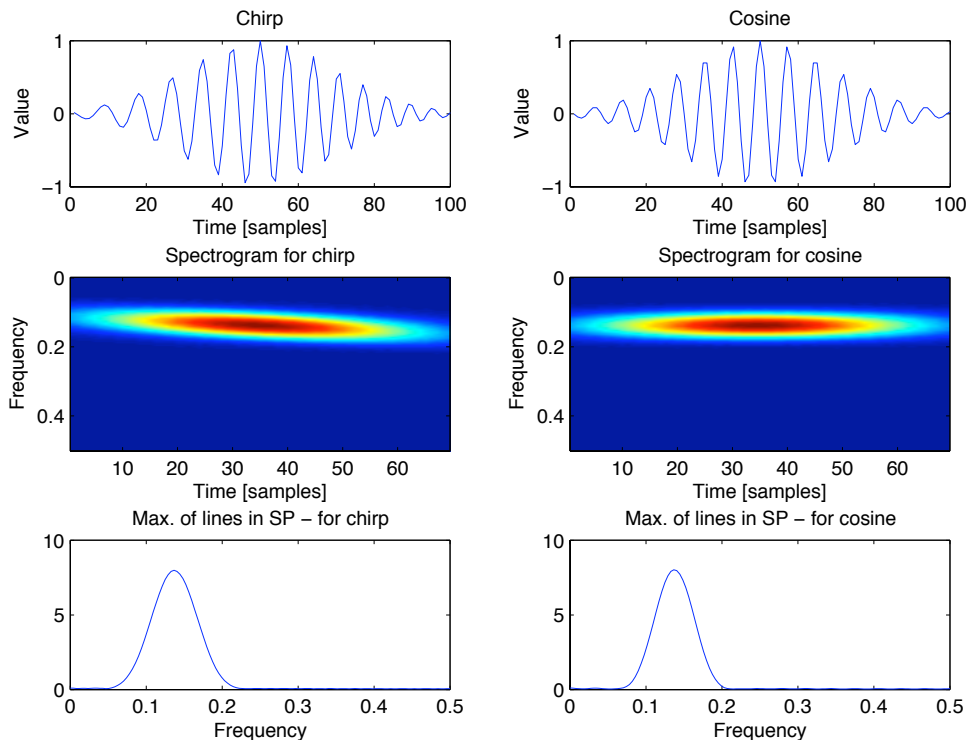 Chirp
Cosine
1
0
−1
Value
0 20 40 60 80 100
Time [samples]
1
0
−1
Value
0 20 40 60 80 100
Time [samples]
Spectrogram for chirp
Spectrogram for cosine
0
0.2
0.4
Frequency
10 20 30 40 50 60
Time [samples]
0
0.2
0.4
Frequency
10 20 30 40 50 60
Time [samples]
Max. of lines in SP − for chirp
Max. of lines in SP − for cosine
10
5
0
0 0.1 0.2 0.3 0.4 0.5
Frequency
10
5
0
0 0.1 0.2 0.3 0.4 0.5
Frequency